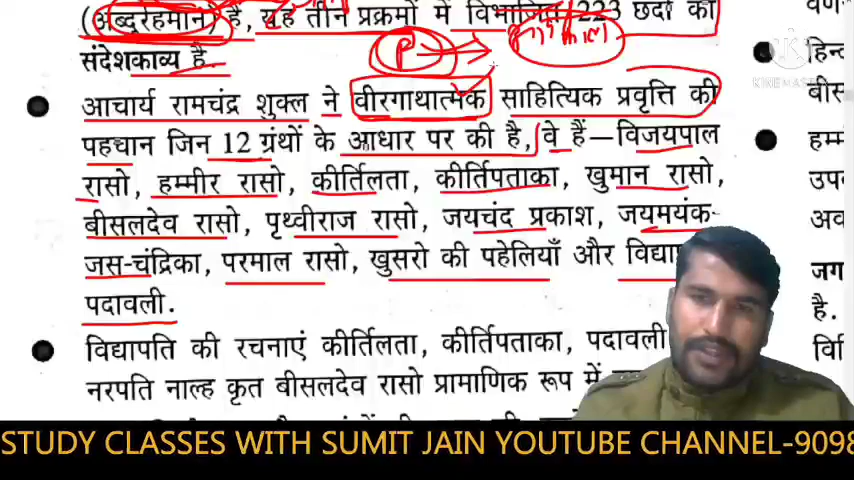 (अब्दुरेहमान) है, यह तीन प्रक्रमों में विभाजित 223 छंदों का
संदेशकाव्य है.
P
KINEMASTER
आचार्य रामचंद्र शुक्ल ने वीरगाथात्मक साहित्यिक प्रवृत्ति की
पहचान जिन 12 ग्रंथों के आधार पर की है, वे हैं—विजयपाल
रासो, हम्मीर रासो, कीर्तिलता, कीर्तिपताका, खुमान रासो,
बीसलदेव रासो, पृथ्वीराज रासो, जयचंद प्रकाश, जयमयंक-
जस-चंद्रिका, परमाल रासो, खुसरो की पहेलियाँ और
पदावली.
विद्यापति की रचनाएं कीर्तिलता, कीर्तिपताका, पदावली
नरपति नाल्ह कृत बीसलदेव रासो प्रामाणिक रूप में
हिन्द
बीस
हम्मी
उप
अव
जग
है.
STUDY CLASSES WITH SUMIT JAIN YOUTUBE CHANNEL-9098